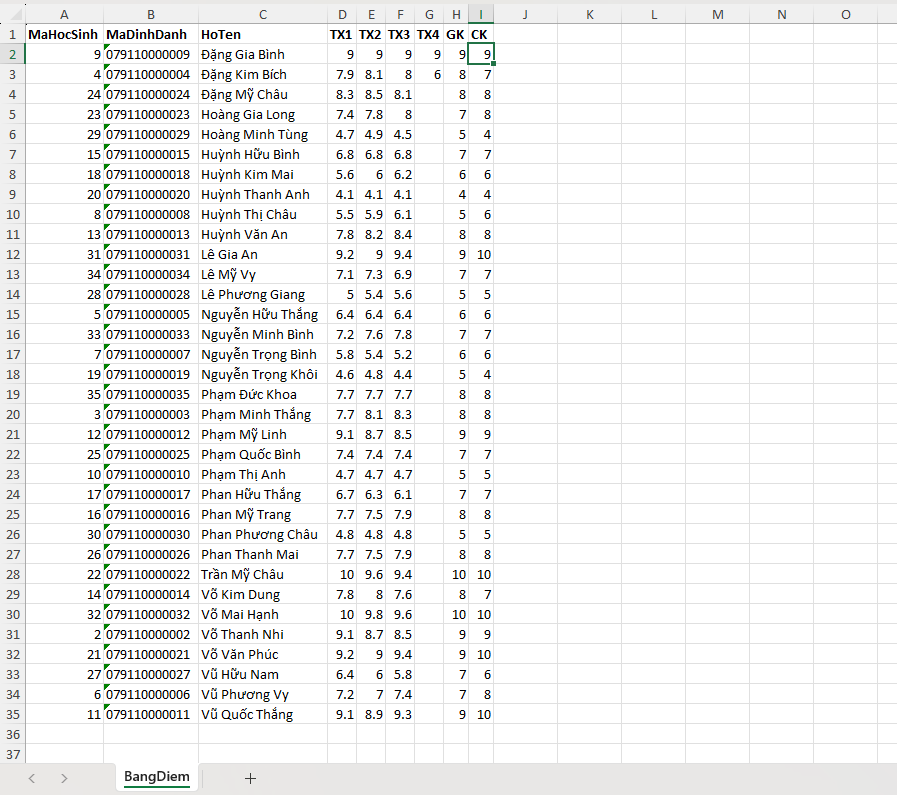 A B C D E F G H I J K L M N O
1 MaHocSinh MaDinhDanh HoTen TX1 TX2 TX3 TX4 GK CK
2 9 079110000009 Đặng Gia Bình 9 9 9 9 9 9
3 4 079110000004 Đặng Kim Bích 7.9 8.1 8 6 8 7
4 24 079110000024 Đặng Mỹ Châu 8.3 8.5 8.1 8 8
5 23 079110000023 Hoàng Gia Long 7.4 7.8 8 7 8
6 29 079110000029 Hoàng Minh Tùng 4.7 4.9 4.5 5 4
7 15 079110000015 Huỳnh Hữu Bình 6.8 6.8 6.8 7 7
8 18 079110000018 Huỳnh Kim Mai 5.6 6 6.2 6 6
9 20 079110000020 Huỳnh Thanh Anh 4.1 4.1 4.1 4 4
10 8 079110000008 Huỳnh Thị Châu 5.5 5.9 6.1 5 6
11 13 079110000013 Huỳnh Văn An 7.8 8.2 8.4 8 8
12 31 079110000031 Lê Gia An 9.2 9 9.4 9 10
13 34 079110000034 Lê Mỹ Vy 7.1 7.3 6.9 7 7
14 28 079110000028 Lê Phương Giang 5 5.4 5.6 5 5
15 5 079110000005 Nguyễn Hữu Thắng 6.4 6.4 6.4 6 6
16 33 079110000033 Nguyễn Minh Bình 7.2 7.6 7.8 7 7
17 7 079110000007 Nguyễn Trọng Bình 5.8 5.4 5.2 6 6
18 19 079110000019 Nguyễn Trọng Khôi 4.6 4.8 4.4 5 4
19 35 079110000035 Phạm Đức Khoa 7.7 7.7 7.7 8 8
20 3 079110000003 Phạm Minh Thắng 7.7 8.1 8.3 8 8
21 12 079110000012 Phạm Mỹ Linh 9.1 8.7 8.5 9 9
22 25 079110000025 Phạm Quốc Bình 7.4 7.4 7.4 7 7
23 10 079110000010 Phạm Thị Anh 4.7 4.7 4.7 5 5
24 17 079110000017 Phan Hữu Thắng 6.7 6.3 6.1 7 7
25 16 079110000016 Phan Mỹ Trang 7.7 7.5 7.9 8 8
26 30 079110000030 Phan Phương Châu 4.8 4.8 4.8 5 5
27 26 079110000026 Phan Thanh Mai 7.7 7.5 7.9 8 8
28 22 079110000022 Trần Mỹ Châu 10 9.6 9.4 10 10
29 14 079110000014 Võ Kim Dung 7.8 8 7.6 8 7
30 32 079110000032 Võ Mai Hạnh 10 9.8 9.6 10 10
31 2 079110000002 Võ Thanh Nhi 9.1 8.7 8.5 9 9
32 21 079110000021 Võ Văn Phúc 9.2 9 9.4 9 10
33 27 079110000027 Vũ Hữu Nam 6.4 6 5.8 7 6
34 6 079110000006 Vũ Phương Vy 7.2 7 7.4 7 8
35 11 079110000011 Vũ Quốc Thắng 9.1 8.9 9.3 9 10
36
37
BangDiem